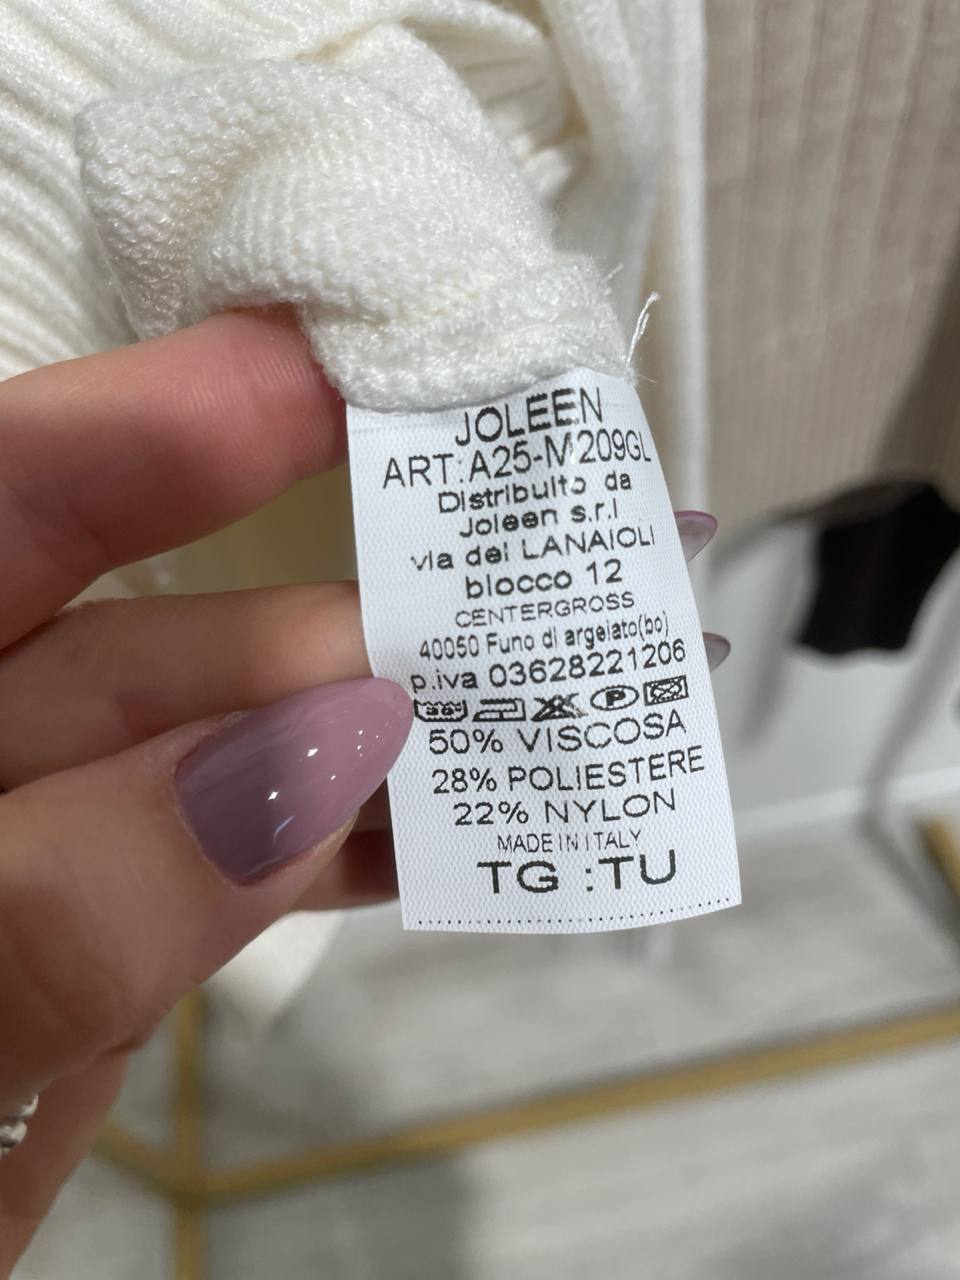 JOLEEN
ART:A25-M209GL
Distribuito da
Joleen s.r.l
via dei LANAIOLI
blocco 12
CENTERGROSS
40050 Funo di argelato(bo)
p.iva 03628221206
P
50% VISCOSA
28% POLIESTERE
22% NYLON
MADE IN ITALY
TG :TU